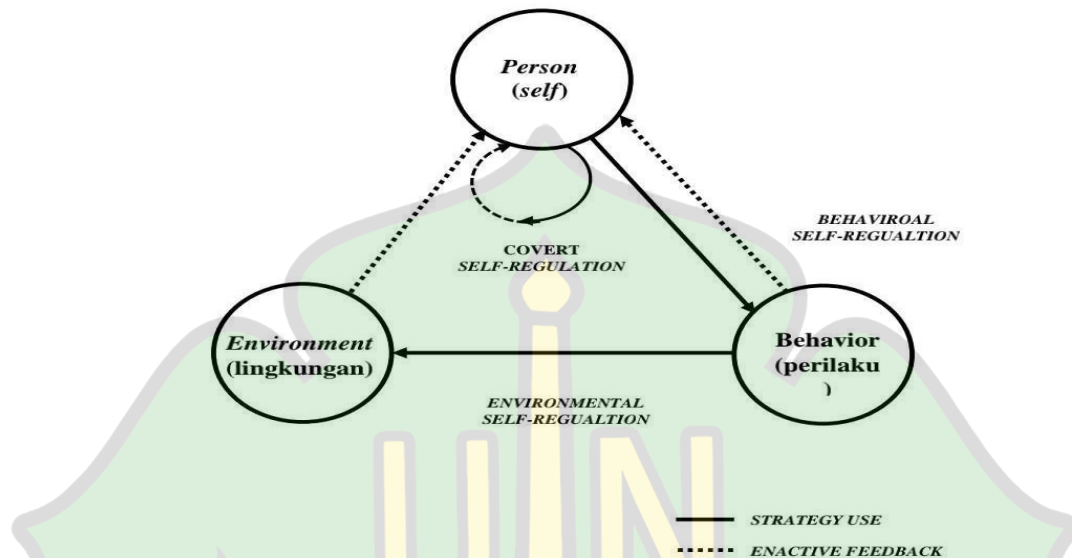 Person
(self)
BEHAVIROAL
SELF-REGUALTION
COVERT
SELF-REGULATION
Environment
(lingkungan)
Behavior
(perilaku
)
ENVIRONMENTAL
SELF-REGUALTION
UIN
STRATEGY USE
ENACTIVE FEEDBACK